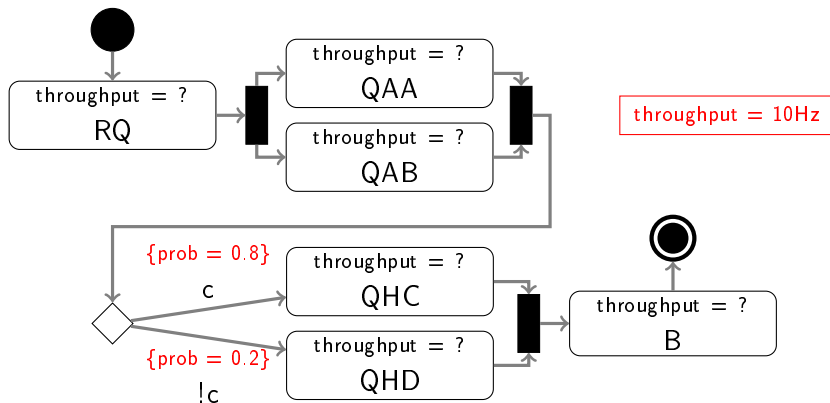 throughput = ?
RQ
throughput = ?
QAA
throughput = ?
QAB
throughput = 10Hz
{prob = 0.8}
c
{prob = 0.2}
!c
throughput = ?
QHC
throughput = ?
QHD
throughput = ?
B